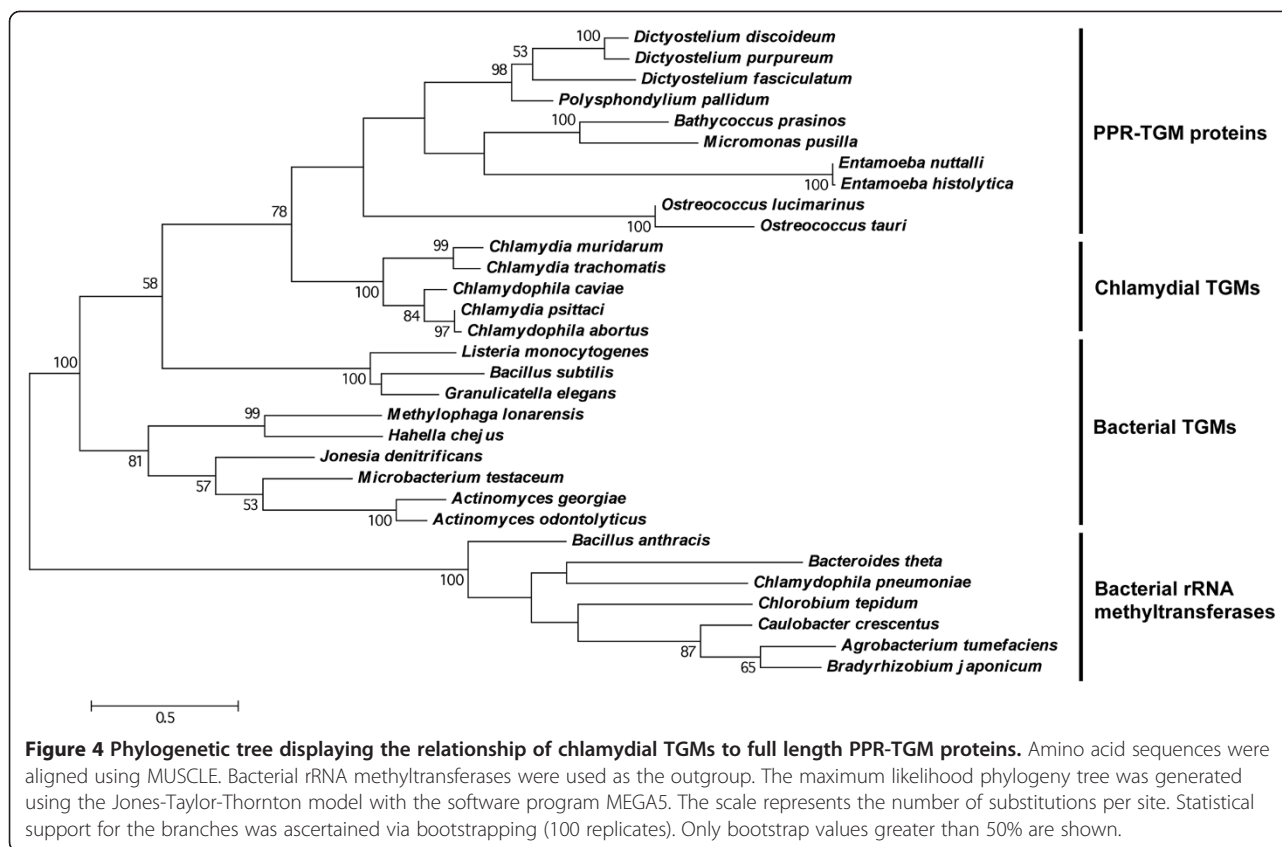 100
Dictyostelium discoideum
53
Dictyostelium purpureum
98
Dictyostelium fasciculatum
Polysphondylium pallidum
100
Bathycoccus prasinos
Micromonas pusilla
Entamoeba nuttalli
100
Entamoeba histolytica
PPR-TGM proteins
78
Ostreococcus lucimarinus
100
Ostreococcus tauri
99
Chlamydia muridarum
Chlamydia trachomatis
100
Chlamydophila caviae
84
Chlamydia psittaci
97
Chlamydophila abortus
Chlamydial TGMs
58
Listeria monocytogenes
100
Bacillus subtilis
Granulicatella elegans
100
99
Methylophaga lonarensis
Hahella chejus
81
Jonesia denitrificans
57
Microbacterium testaceum
53
Actinomyces georgiae
100
Actinomyces odontolyticus
Bacterial TGMs
Bacillus anthracis
100
Bacteroides theta
Chlamydophila pneumoniae
Chlorobium tepidum
Caulobacter crescentus
87
Agrobacterium tumefaciens
65
Bradyrhizobium japonicum
Bacterial rRNA
methyltransferases
0.5
Figure 4 Phylogenetic tree displaying the relationship of chlamydial TGMs to full length PPR-TGM proteins. Amino acid sequences were
aligned using MUSCLE. Bacterial rRNA methyltransferases were used as the outgroup. The maximum likelihood phylogeny tree was generated
using the Jones-Taylor-Thornton model with the software program MEGA5. The scale represents the number of substitutions per site. Statistical
support for the branches was ascertained via bootstrapping (100 replicates). Only bootstrap values greater than 50% are shown.